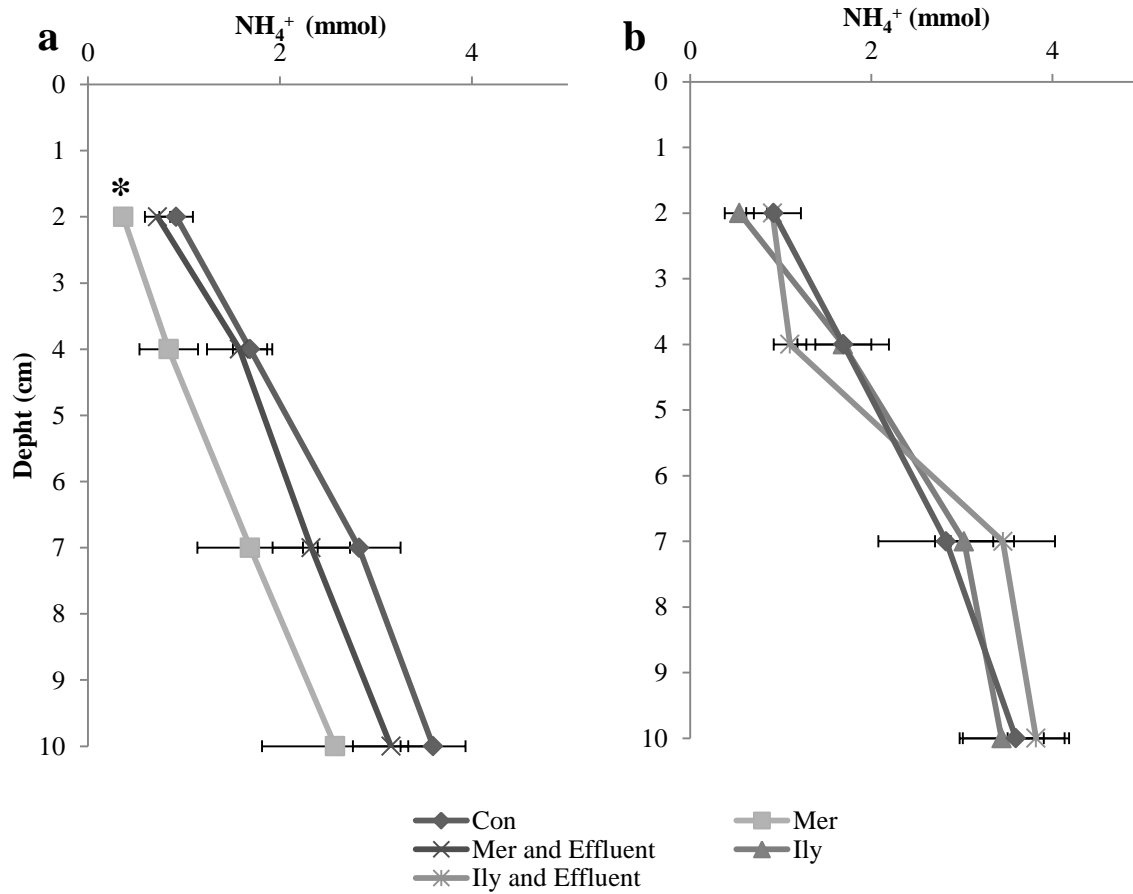 a
NH₄⁺ (mmol)
0 2 4
0
1
2
3
4
5
6
7
8
9
10
Depht (cm)
*
b
NH₄⁺ (mmol)
0 2 4
0
1
2
3
4
5
6
7
8
9
10
Con Mer
Mer and Effluent Ily
Ily and Effluent